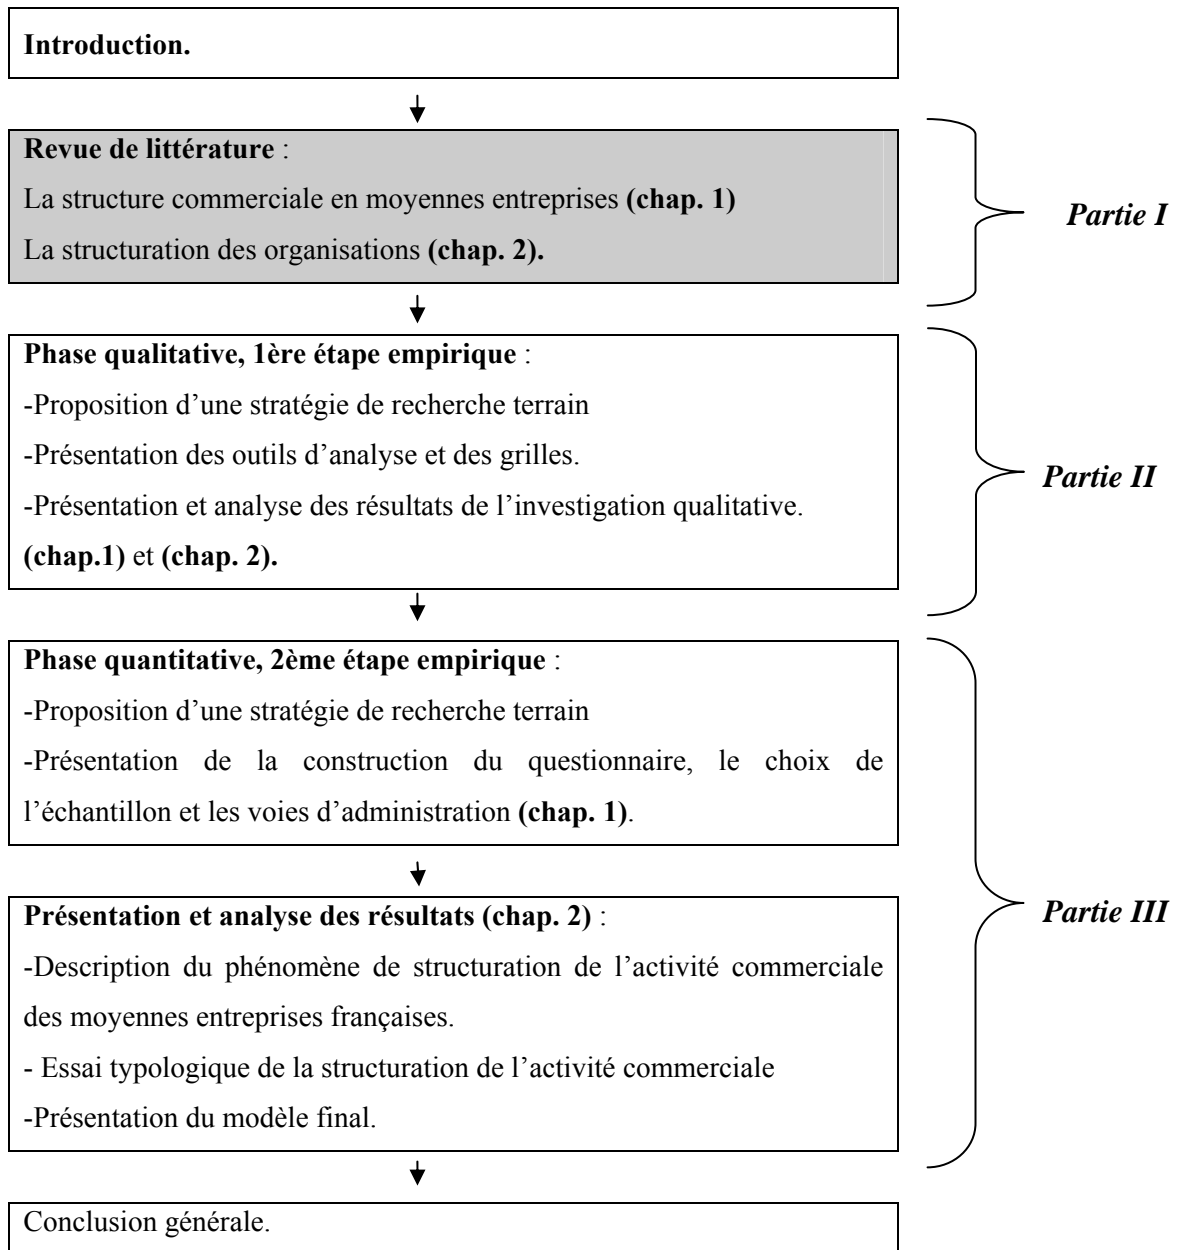 Introduction.
Revue de littérature :
La structure commerciale en moyennes entreprises (chap. 1)
La structuration des organisations (chap. 2).
Partie I
Phase qualitative, 1ère étape empirique :
-Proposition d’une stratégie de recherche terrain
-Présentation des outils d’analyse et des grilles.
-Présentation et analyse des résultats de l’investigation qualitative.
(chap.1) et (chap. 2).
Partie II
Phase quantitative, 2ème étape empirique :
-Proposition d’une stratégie de recherche terrain
-Présentation de la construction du questionnaire, le choix de
l’échantillon et les voies d’administration (chap. 1).
Présentation et analyse des résultats (chap. 2) :
-Description du phénomène de structuration de l’activité commerciale
des moyennes entreprises françaises.
- Essai typologique de la structuration de l’activité commerciale
-Présentation du modèle final.
Partie III
Conclusion générale.